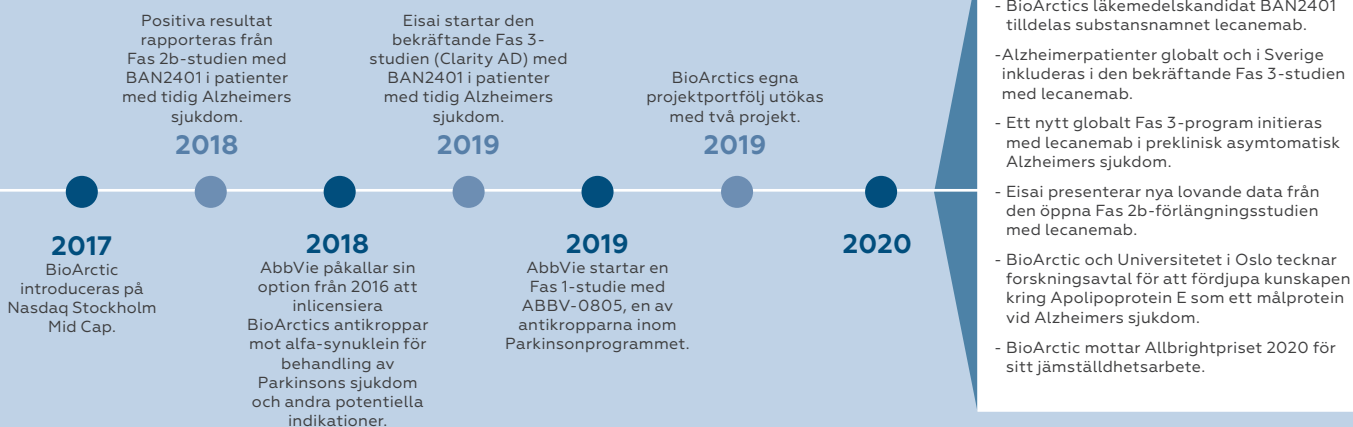 BioArctic
introduceras på
Nasdaq Stockholm
Mid Cap.
2017
Positiva resultat
rapporteras från
Fas 2b-studien med
BAN2401 i patienter
med tidig Alzheimers
sjukdom.
2018
2018
AbbVie påkallar sin
option från 2016 att
inlicensiera
BioArctics antikroppar
mot alfa-synuklein för
behandling av
Parkinsons sjukdom
och andra potentiella
indikationer.
Eisai startar den
bekräftande Fas 3-
studien (Clarity AD) med
BAN2401 i patienter
med tidig Alzheimers
sjukdom.
2019
2019
AbbVie startar en
Fas 1-studie med
ABBV-0805, en av
antikropparna inom
Parkinsonprogrammet.
BioArctics egna
projektportfölj utökas
med två projekt.
2019
2020
- BioArctics läkemedelskandidat BAN2401
tilldelas substansnamnet lecanemab.
-Alzheimerpatienter globalt och i Sverige
inkluderas i den bekräftande Fas 3-studien
med lecanemab.
- Ett nytt globalt Fas 3-program initieras
med lecanemab i preklinisk asymtomatisk
Alzheimers sjukdom.
- Eisai presenterar nya lovande data från
den öppna Fas 2b-förlängningsstudien
med lecanemab.
- BioArctic och Universitetet i Oslo tecknar
forskningsavtal för att fördjupa kunskapen
kring Apolipoprotein E som ett målprotein
vid Alzheimers sjukdom.
- BioArctic mottar Allbrightpriset 2020 för
sitt jämställdhetsarbete.